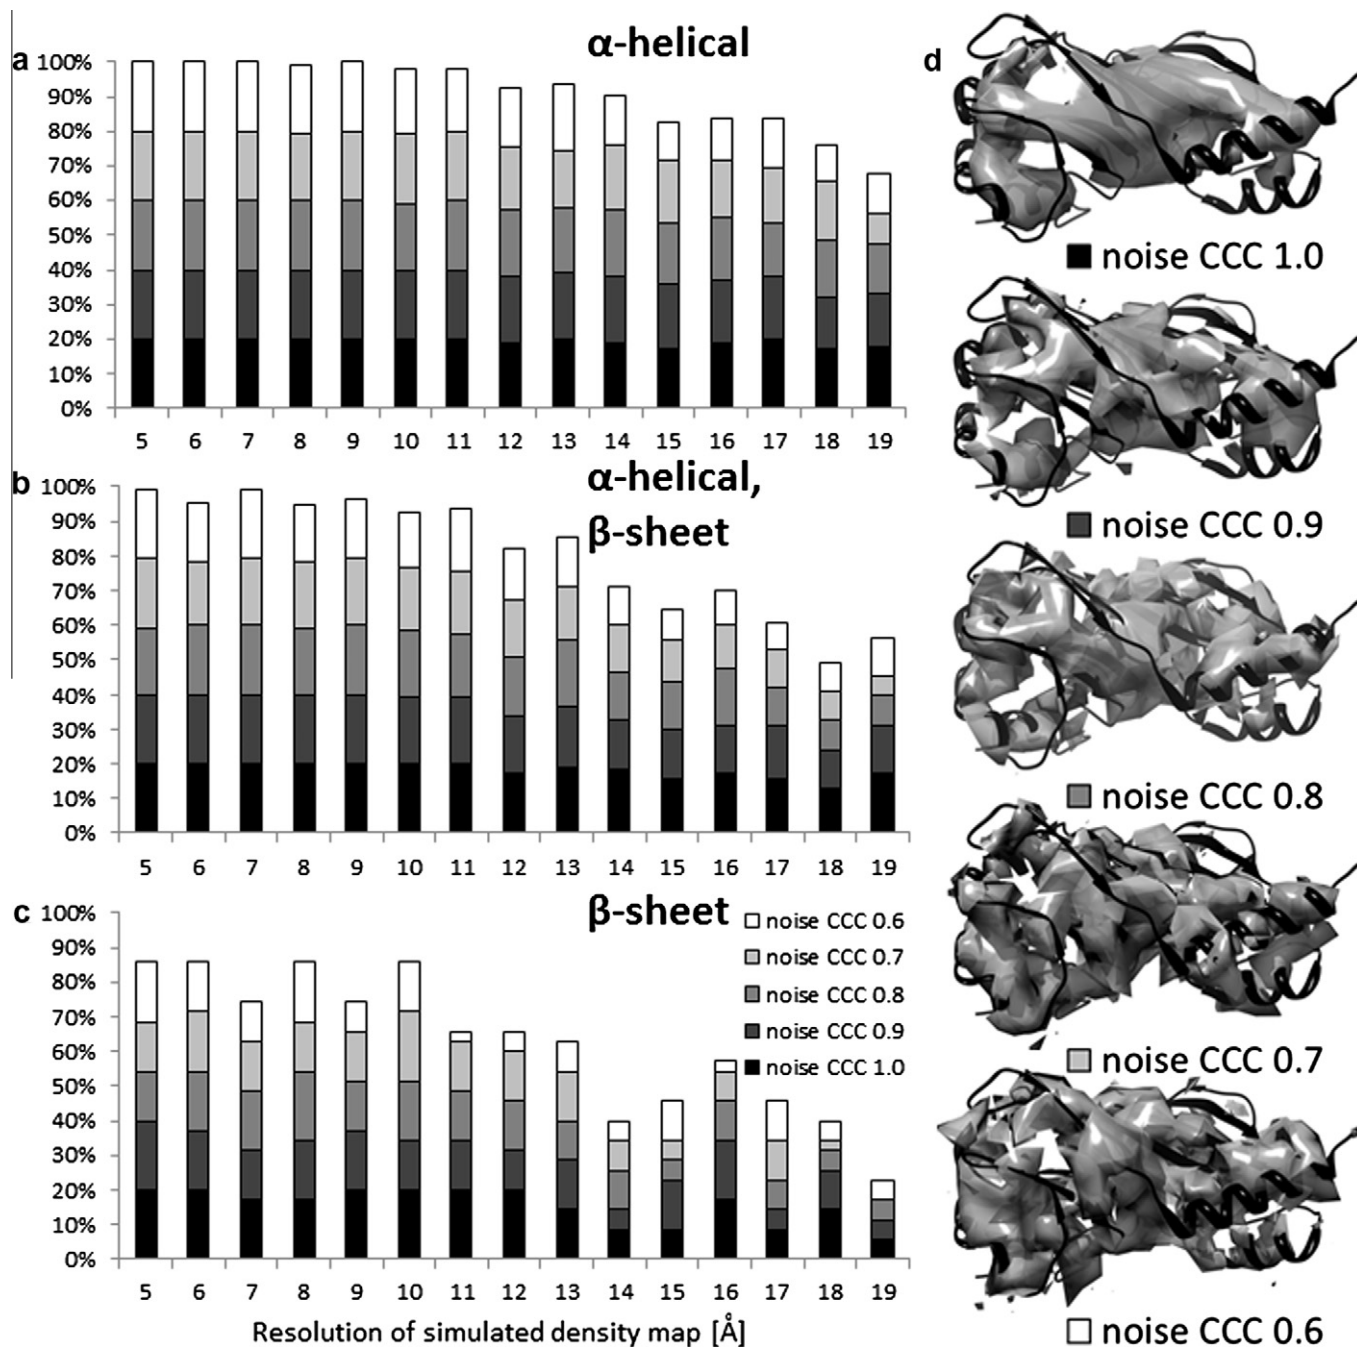 a
α-helical
100%
90%
80%
70%
60%
50%
40%
30%
20%
10%
0%
5 6 7 8 9 10 11 12 13 14 15 16 17 18 19
b
α-helical,
β-sheet
100%
90%
80%
70%
60%
50%
40%
30%
20%
10%
0%
5 6 7 8 9 10 11 12 13 14 15 16 17 18 19
c
β-sheet
100%
90%
80%
70%
60%
50%
40%
30%
20%
10%
0%
noise CCC 0.6
noise CCC 0.7
noise CCC 0.8
noise CCC 0.9
noise CCC 1.0
5 6 7 8 9 10 11 12 13 14 15 16 17 18 19
Resolution of simulated density map [Å]
d
noise CCC 1.0
noise CCC 0.9
noise CCC 0.8
noise CCC 0.7
noise CCC 0.6